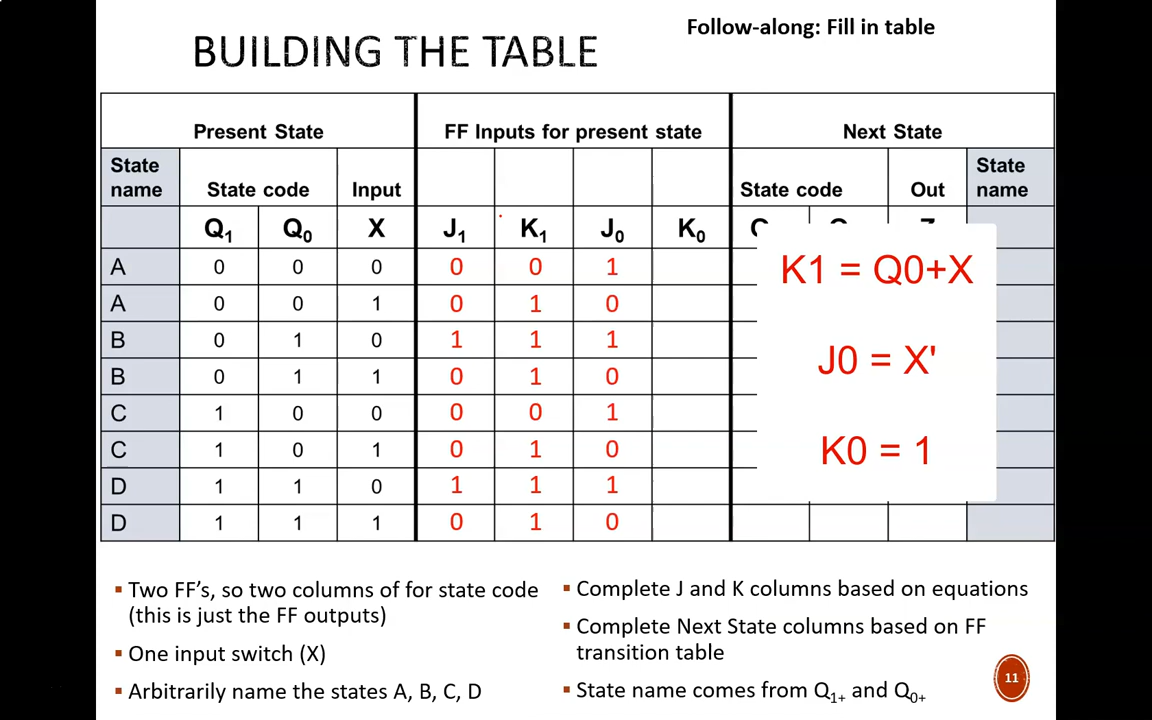 Follow-along: Fill in table
BUILDING THE TABLE
Present State FF Inputs for present state Next State
State name State code Input State code Out State name
Q1 Q0 X J1 K1 J0 K0
A 0 0 0 0 0 1
A 0 0 1 0 1 0
B 0 1 0 1 1 1
B 0 1 1 0 1 0
C 1 0 0 0 0 1
C 1 0 1 0 1 0
D 1 1 0 1 1 1
D 1 1 1 0 1 0
K1 = Q0+X
J0 = X'
K0 = 1
▪ Two FF's, so two columns of for state code
(this is just the FF outputs)
▪ One input switch (X)
▪ Arbitrarily name the states A, B, C, D
▪ Complete J and K columns based on equations
▪ Complete Next State columns based on FF
transition table
▪ State name comes from Q1+ and Q0+
11